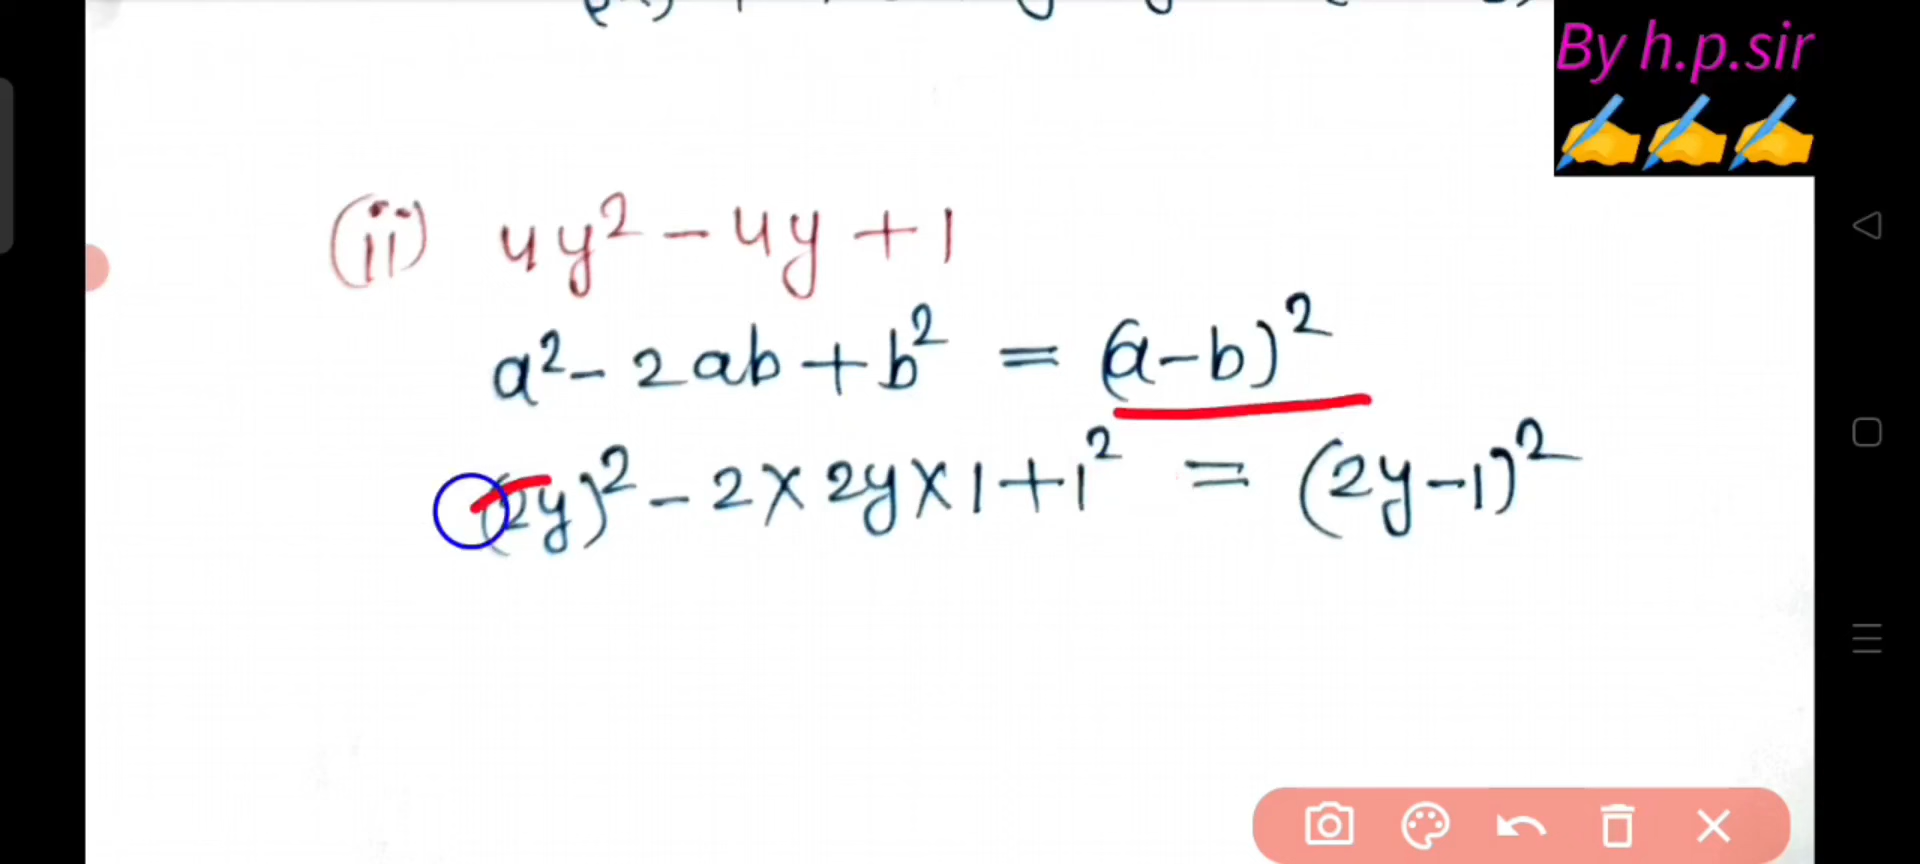 By h.p.sir
(ii) 4y² - 4y + 1
a² - 2ab + b² = (a-b)²
(2y)² - 2 × 2y × 1 + 1² = (2y-1)²